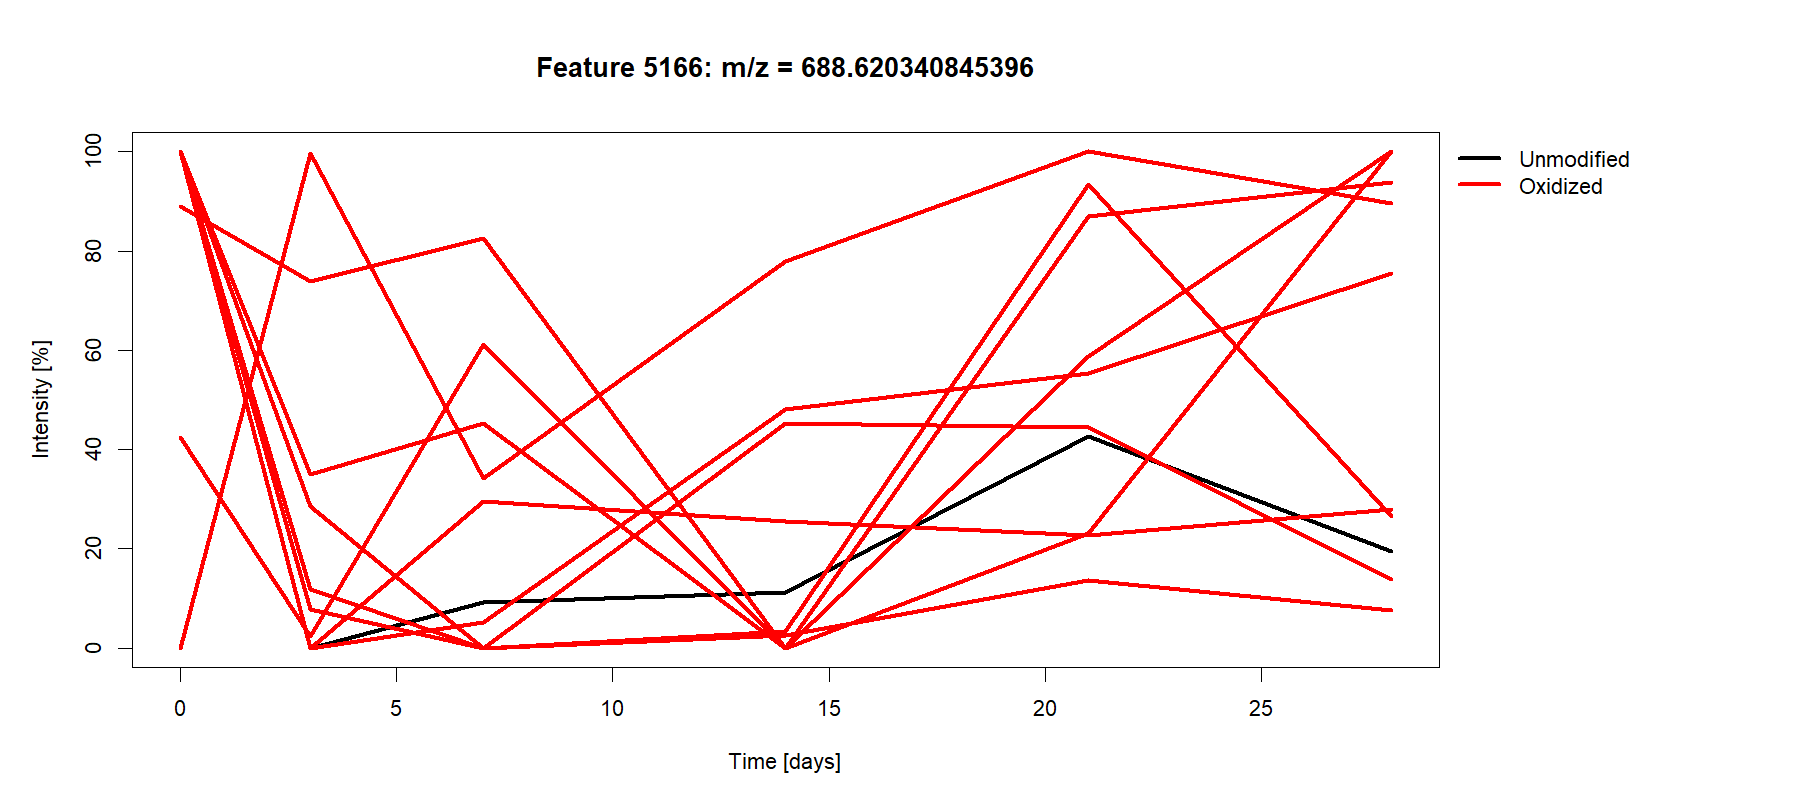 Feature 5166: m/z = 688.620340845396
Unmodified
Oxidized
100
80
60
40
20
0
Intensity [%]
0 5 10 15 20 25
Time [days]